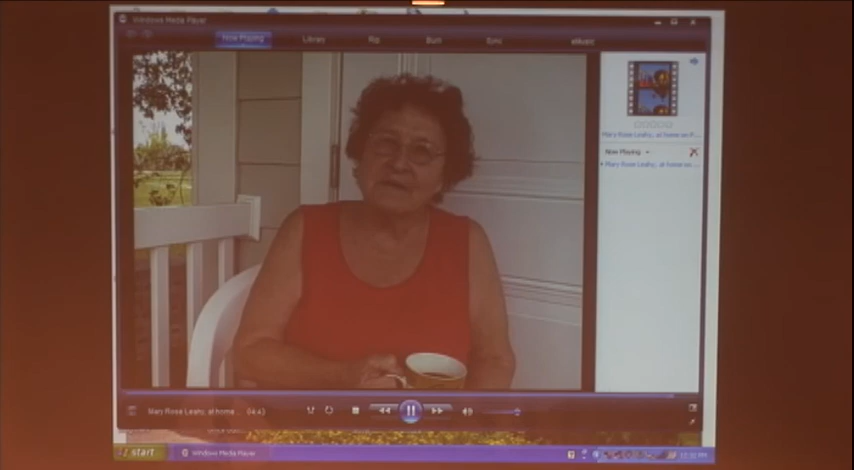 Windows Media Player
Now Playing
Library
Rip
Burn
Sync
eMusic
Mary Rose Leahy, at home on P...
Now Playing
Mary Rose Leahy, at home on ...
Mary Rose Leahy, at home ... 04:43
start
Windows Media Player